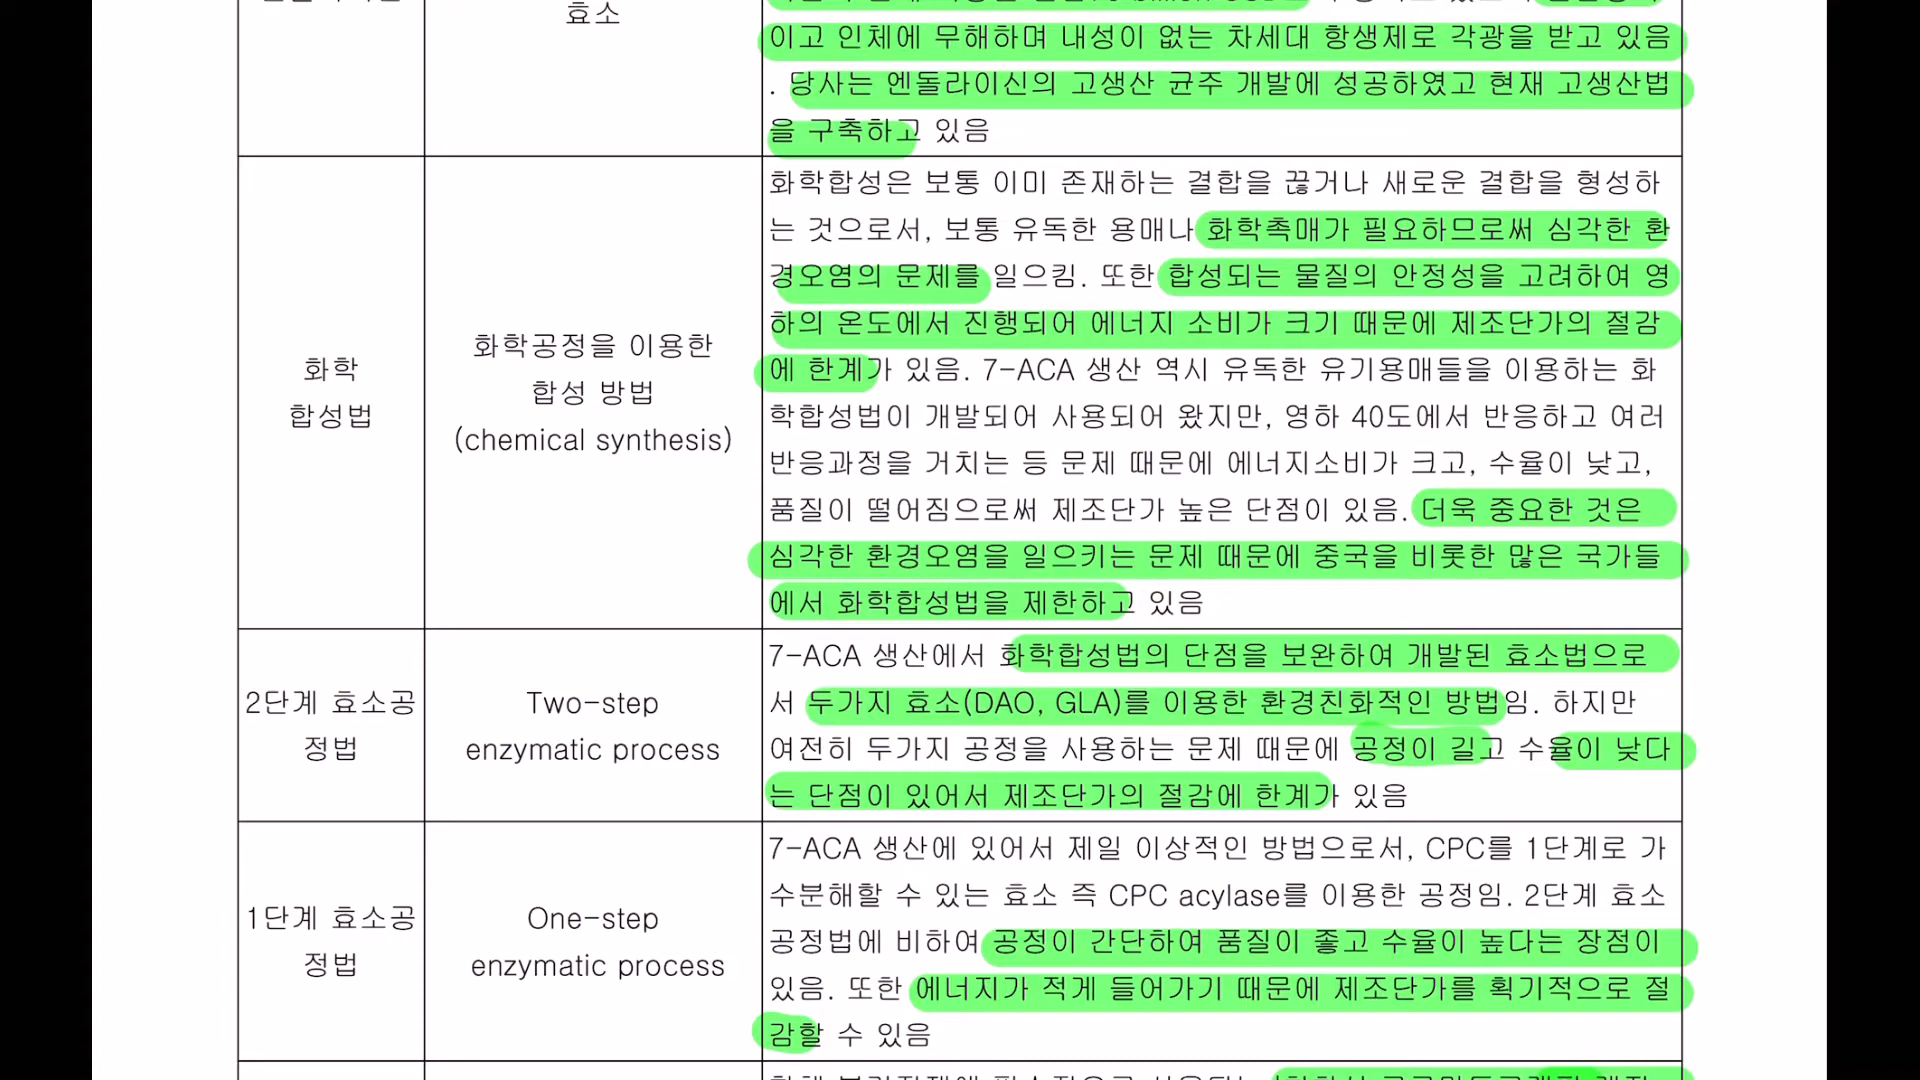 효소
이고 인체에 무해하며 내성이 없는 차세대 항생제로 각광을 받고 있음
. 당사는 엔돌라이신의 고생산 균주 개발에 성공하였고 현재 고생산법
을 구축하고 있음
화학
합성법
화학공정을 이용한
합성 방법
(chemical synthesis)
화학합성은 보통 이미 존재하는 결합을 끊거나 새로운 결합을 형성하
는 것으로서, 보통 유독한 용매나 화학촉매가 필요하므로써 심각한 환
경오염의 문제를 일으킴. 또한 합성되는 물질의 안정성을 고려하여 영
하의 온도에서 진행되어 에너지 소비가 크기 때문에 제조단가의 절감
에 한계가 있음. 7-ACA 생산 역시 유독한 유기용매들을 이용하는 화
학합성법이 개발되어 사용되어 왔지만, 영하 40도에서 반응하고 여러
반응과정을 거치는 등 문제 때문에 에너지소비가 크고, 수율이 낮고,
품질이 떨어짐으로써 제조단가 높은 단점이 있음. 더욱 중요한 것은
심각한 환경오염을 일으키는 문제 때문에 중국을 비롯한 많은 국가들
에서 화학합성법을 제한하고 있음
2단계 효소공
정법
Two-step
enzymatic process
7-ACA 생산에서 화학합성법의 단점을 보완하여 개발된 효소법으로
서 두가지 효소(DAO, GLA)를 이용한 환경친화적인 방법임. 하지만
여전히 두가지 공정을 사용하는 문제 때문에 공정이 길고 수율이 낮다
는 단점이 있어서 제조단가의 절감에 한계가 있음
1단계 효소공
정법
One-step
enzymatic process
7-ACA 생산에 있어서 제일 이상적인 방법으로서, CPC를 1단계로 가
수분해할 수 있는 효소 즉 CPC acylase를 이용한 공정임. 2단계 효소
공정법에 비하여 공정이 간단하여 품질이 좋고 수율이 높다는 장점이
있음. 또한 에너지가 적게 들어가기 때문에 제조단가를 획기적으로 절
감할 수 있음